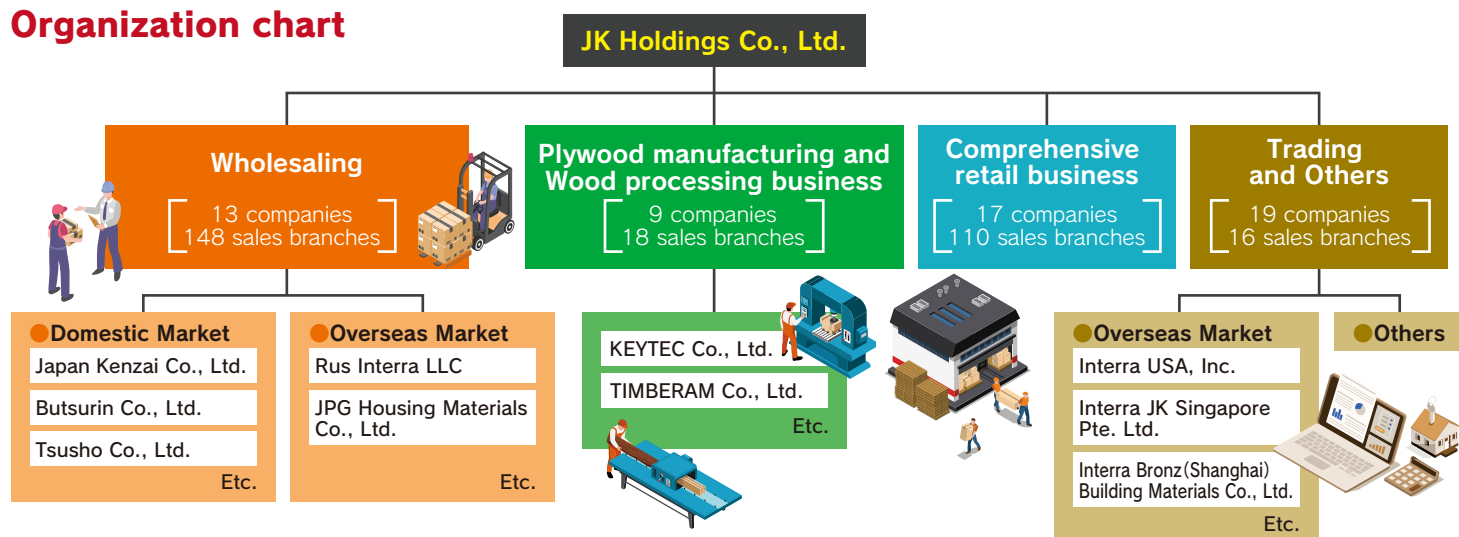 Organization chart
JK Holdings Co., Ltd.
Wholesaling
13 companies
148 sales branches
Plywood manufacturing and
Wood processing business
9 companies
18 sales branches
Comprehensive
retail business
17 companies
110 sales branches
Trading
and Others
19 companies
16 sales branches
●Domestic Market
Japan Kenzai Co., Ltd.
Butsurin Co., Ltd.
Tsusho Co., Ltd.
Etc.
●Overseas Market
Rus Interra LLC
JPG Housing Materials
Co., Ltd.
Etc.
KEYTEC Co., Ltd.
TIMBERAM Co., Ltd.
Etc.
●Overseas Market
Interra USA, Inc.
Interra JK Singapore
Pte. Ltd.
Interra Bronz(Shanghai)
Building Materials Co., Ltd.
Etc.
●Others